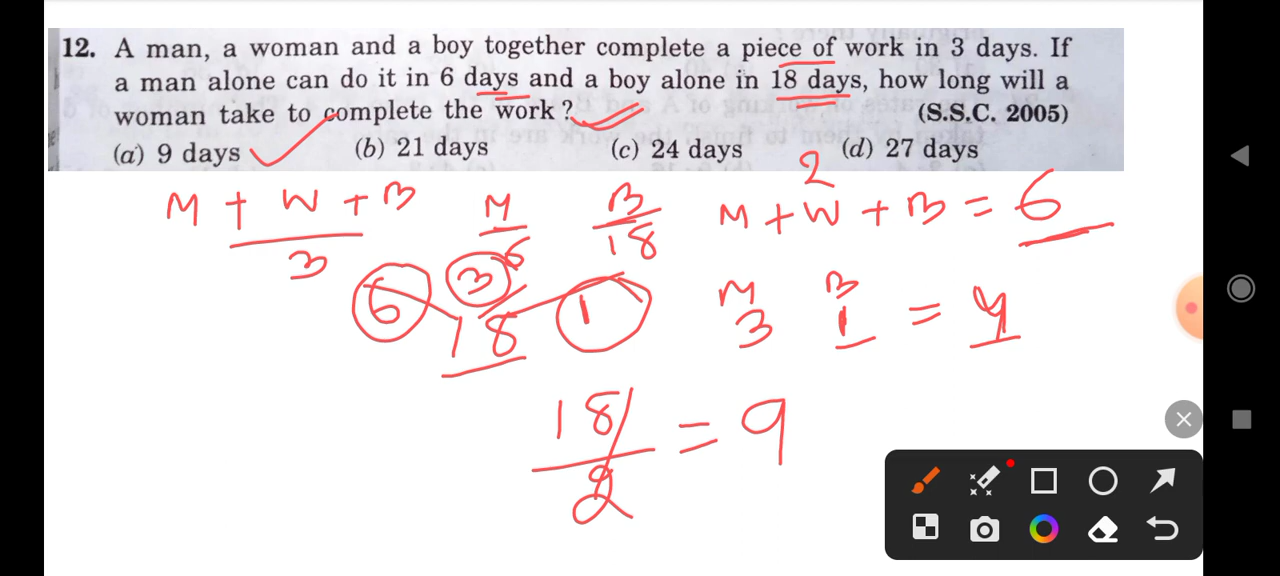 12. A man, a woman and a boy together complete a piece of work in 3 days. If
a man alone can do it in 6 days and a boy alone in 18 days, how long will a
woman take to complete the work ?
(S.S.C. 2005)
(a) 9 days (b) 21 days (c) 24 days (d) 27 days
M + W + B
3
M
6
B
18
2
M + W + B = 6
6 3 1
18
M B
3 1 = 4
18
2
= 9